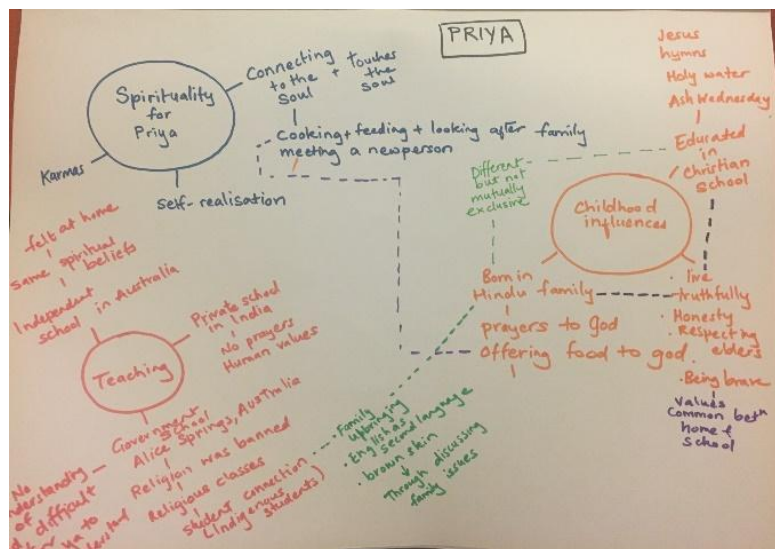 PRIYA
Spirituality
for
Priya
Connecting
to the
soul
+
Touches
the
soul
Cooking + feeding + looking after family
meeting a new person
Karmas
self-realisation
Jesus
hymns
Holy water
Ash Wednesday
Educated
in
Christian
school
Different
but not
mutually
exclusive
Childhood
influences
Born in
Hindu family
prayers to god
Offering food to god.
• live
truthfully
• Honesty
• Respecting
elders
• Being brave
Values
Common betn
home &
school
felt at home
same spiritual
beliefs
Independent
school in Australia
Private school
in India
No prayers
Human values
Teaching
Government
School
Alice Springs, Australia
Religion was banned
Religious classes
student connection
(Indigenous
students)
No
of
difficult
to
• Family
upbringing
• English as
second language
• brown skin
Through discussing
family issues